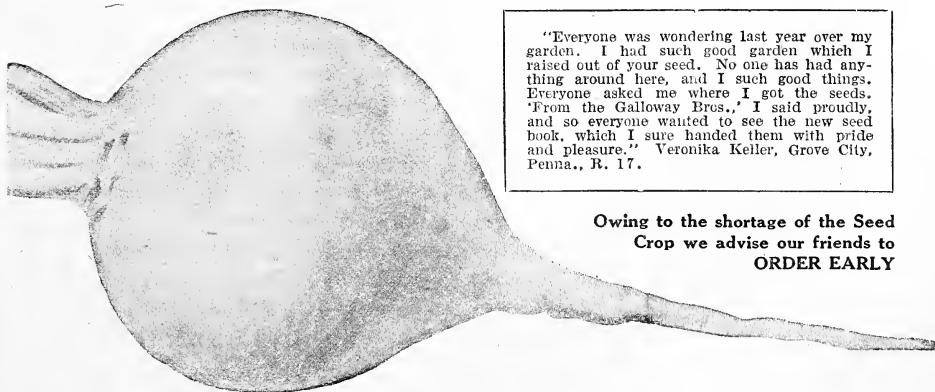 "Everyone was wondering last year over my
garden. I had such good garden which I
raised out of your seed. No one has had any-
thing around here, and I such good things.
Everyone asked me where I got the seeds.
'From the Galloway Bros.,' I said proudly,
and so everyone wanted to see the new seed
book, which I sure handed them with pride
and pleasure." Veronika Keller, Grove City,
Penna., R. 17.
Owing to the shortage of the Seed
Crop we advise our friends to
ORDER EARLY